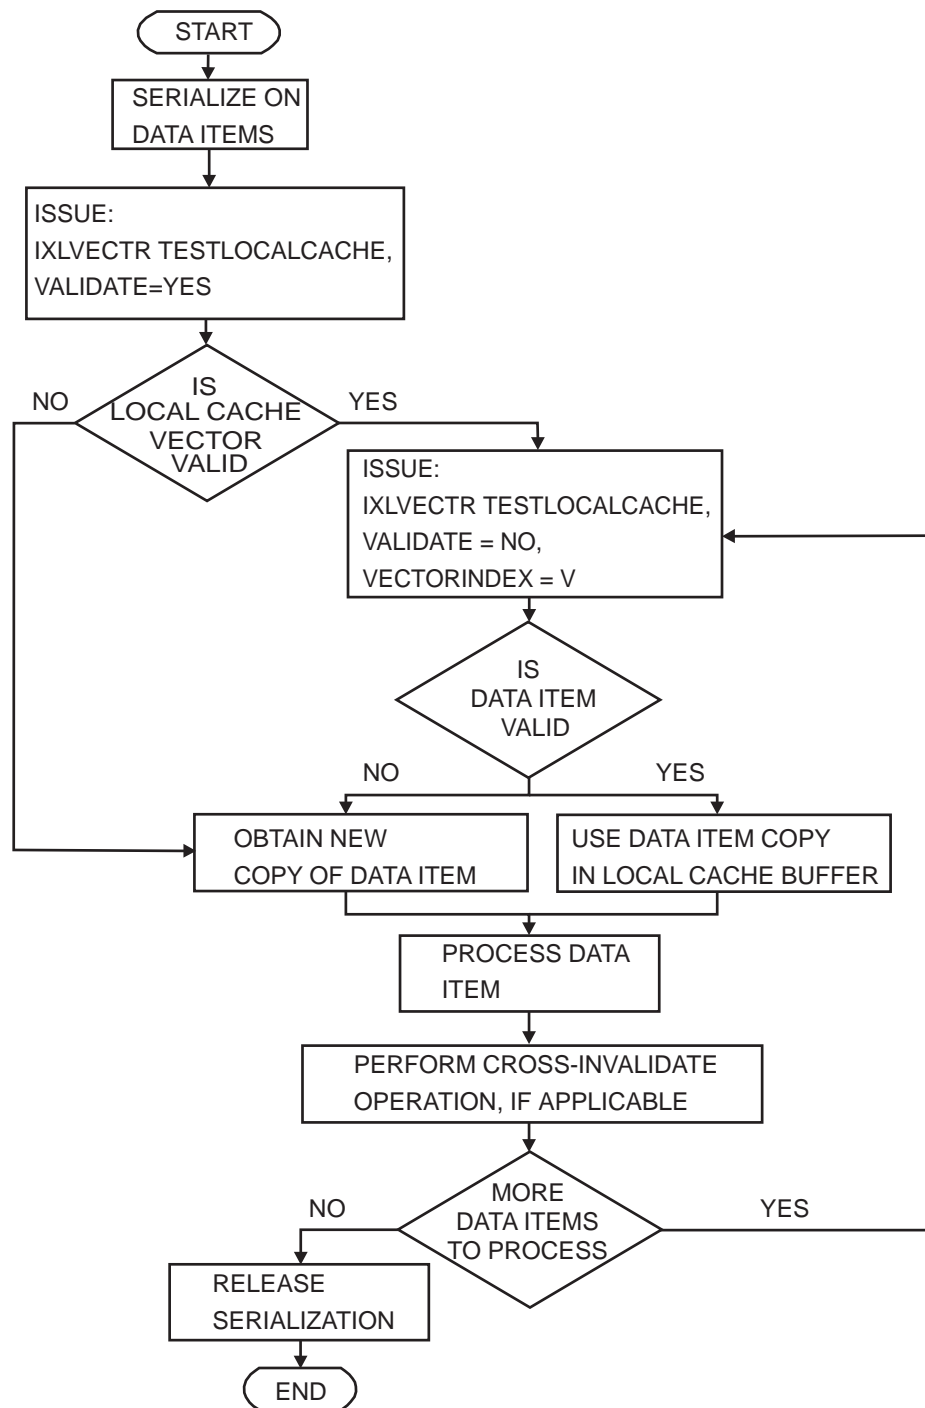 START
SERIALIZE ON
DATA ITEMS
ISSUE:
IXLVECTR TESTLOCALCACHE,
VALIDATE=YES
IS
LOCAL CACHE
VECTOR
VALID
NO
YES
ISSUE:
IXLVECTR TESTLOCALCACHE,
VALIDATE = NO,
VECTORINDEX = V
IS
DATA ITEM
VALID
NO
YES
OBTAIN NEW
COPY OF DATA ITEM
USE DATA ITEM COPY
IN LOCAL CACHE BUFFER
PROCESS DATA
ITEM
PERFORM CROSS-INVALIDATE
OPERATION, IF APPLICABLE
MORE
DATA ITEMS
TO PROCESS
NO
YES
RELEASE
SERIALIZATION
END